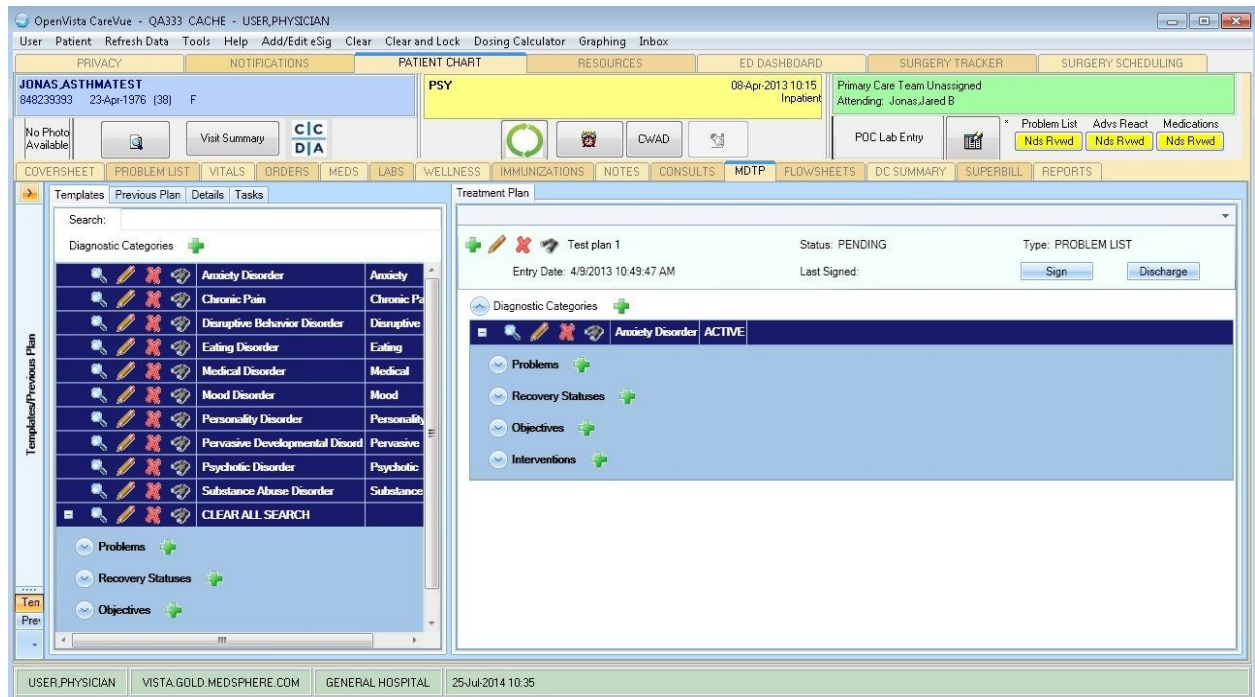 OpenVista CareVue - QA333 CACHE - USER,PHYSICIAN
User Patient Refresh Data Tools Help Add/Edit eSig Clear Clear and Lock Dosing Calculator Graphing Inbox
PRIVACY NOTIFICATIONS PATIENT CHART RESOURCES ED DASHBOARD SURGERY TRACKER SURGERY SCHEDULING
JONAS,ASTHMATEST PSY 08-Apr-2013 10:15 Primary Care Team Unassigned
848239393 23-Apr-1976 (38) F Inpatient Attending: Jonas,Jared B
No Photo Available Visit Summary C|C D|A CWAD POC Lab Entry * Problem List Advs React Medications
Nds Rvwd Nds Rvwd Nds Rvwd
COVERSHEET PROBLEM LIST VITALS ORDERS MEDS LABS WELLNESS IMMUNIZATIONS NOTES CONSULTS MDTP FLOWSHEETS DC SUMMARY SUPERBILL REPORTS
Templates/Previous Plan
Tem
Prev
Templates Previous Plan Details Tasks
Search:
Diagnostic Categories
Anxiety Disorder Anxiety
Chronic Pain Chronic Pa
Disruptive Behavior Disorder Disruptive
Eating Disorder Eating
Medical Disorder Medical
Mood Disorder Mood
Personality Disorder Personality
Pervasive Developmental Disord Pervasive
Psychotic Disorder Psychotic
Substance Abuse Disorder Substance
CLEAR ALL SEARCH
Problems
Recovery Statuses
Objectives
Treatment Plan
Test plan 1 Status: PENDING Type: PROBLEM LIST
Entry Date: 4/9/2013 10:49:47 AM Last Signed: Sign Discharge
Diagnostic Categories
Anxiety Disorder ACTIVE
Problems
Recovery Statuses
Objectives
Interventions
USER,PHYSICIAN VISTA.GOLD.MEDSPHERE.COM GENERAL HOSPITAL 25-Jul-2014 10:35